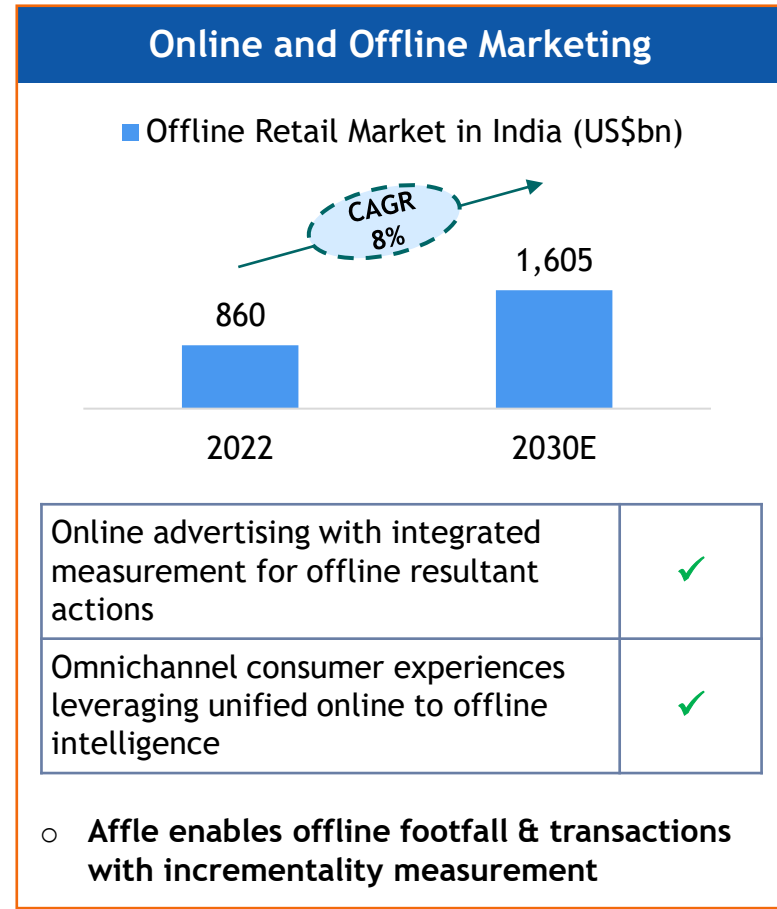 Online and Offline Marketing
Offline Retail Market in India (US$bn)
CAGR
8%
860
1,605
2022
2030E
Online advertising with integrated
measurement for offline resultant
actions
✓
Omnichannel consumer experiences
leveraging unified online to offline
intelligence
✓
o Affle enables offline footfall & transactions
with incrementality measurement